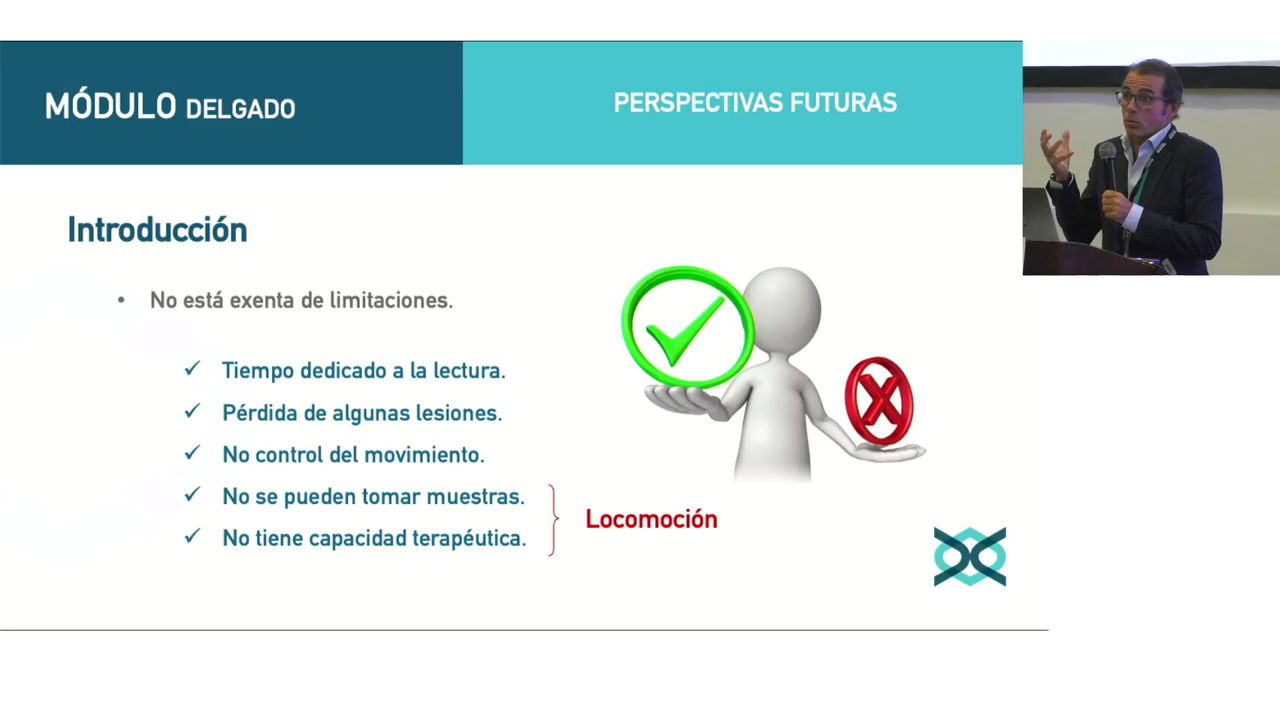 MÓDULO DELGADO
PERSPECTIVAS FUTURAS
Introducción
• No está exenta de limitaciones.
✓ Tiempo dedicado a la lectura.
✓ Pérdida de algunas lesiones.
✓ No control del movimiento.
✓ No se pueden tomar muestras.
✓ No tiene capacidad terapéutica.
Locomoción